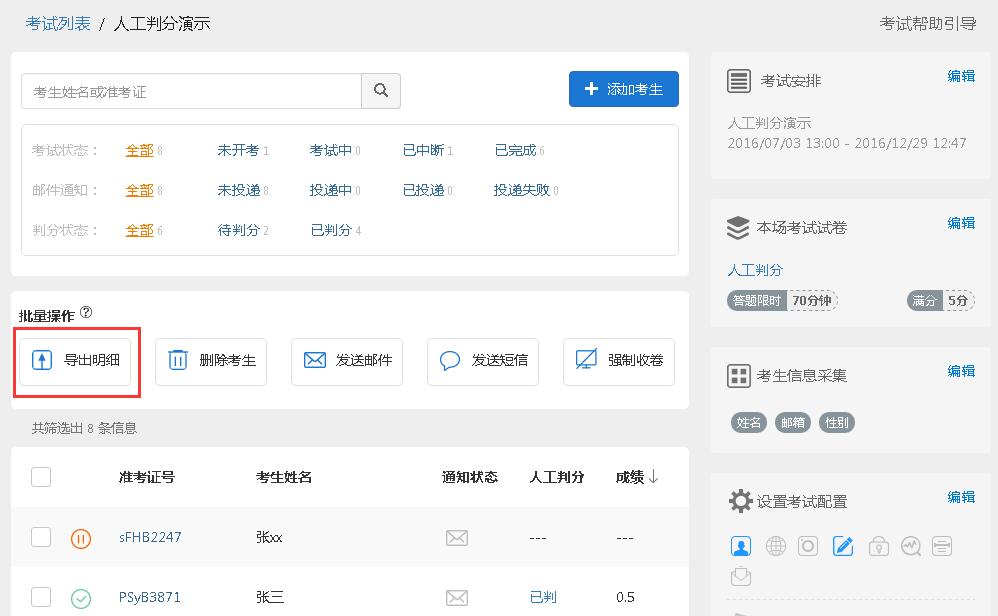 考试列表 / 人工判分演示
考试帮助引导
考生姓名或准考证
添加考生
考试状态： 全部 8 未开考 1 考试中 0 已中断 1 已完成 6
邮件通知： 全部 8 未投递 8 投递中 0 已投递 0 投递失败 0
判分状态： 全部 6 待判分 2 已判分 4
批量操作 ?
导出明细 删除考生 发送邮件 发送短信 强制收卷
共筛选出 8 条信息
准考证号 考生姓名 通知状态 人工判分 成绩
sFHB2247 张xx --- ---
PSyB3871 张三 已判 0.5
考试安排 编辑
人工判分演示
2016/07/03 13:00 - 2016/12/29 12:47
本场考试试卷 编辑
人工判分
答题限时 70分钟 满分 5分
考生信息采集 编辑
姓名 邮箱 性别
设置考试配置 编辑